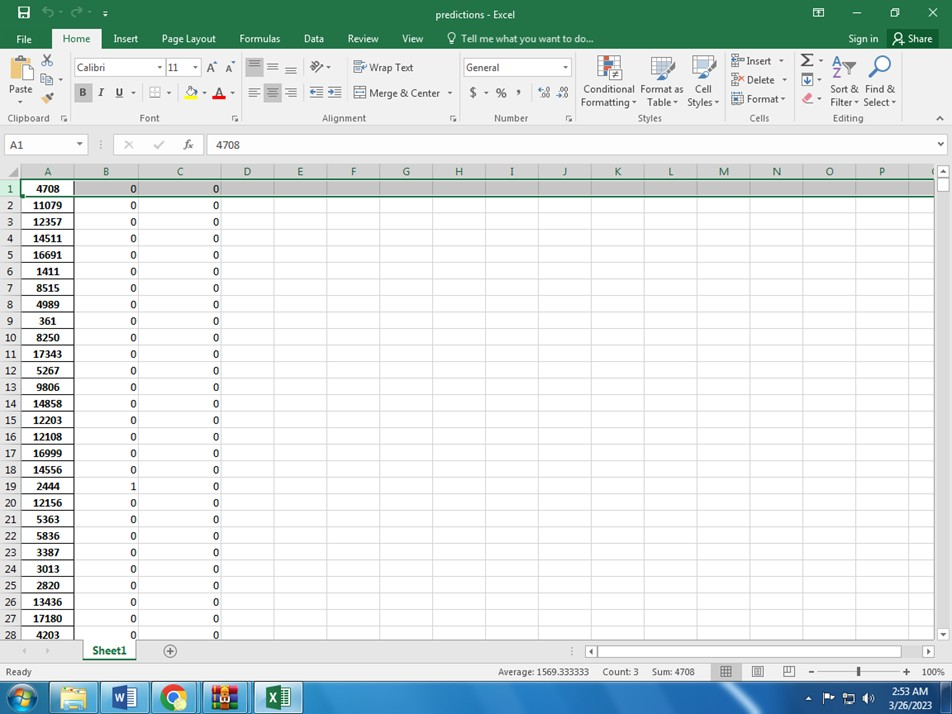 predictions - Excel
File Home Insert Page Layout Formulas Data Review View Tell me what you want to do... Sign in Share
Calibri 11 A A Wrap Text General Insert
Paste B I U A Merge & Center $ % , Conditional Formatting Format as Table Cell Styles Delete Format Sort & Filter Find & Select
Clipboard Font Alignment Number Styles Cells Editing
A1 fx 4708
A B C D E F G H I J K L M N O P
1 4708 0 0
2 11079 0 0
3 12357 0 0
4 14511 0 0
5 16691 0 0
6 1411 0 0
7 8515 0 0
8 4989 0 0
9 361 0 0
10 8250 0 0
11 17343 0 0
12 5267 0 0
13 9806 0 0
14 14858 0 0
15 12203 0 0
16 12108 0 0
17 16999 0 0
18 14556 0 0
19 2444 1 0
20 12156 0 0
21 5363 0 0
22 5836 0 0
23 3387 0 0
24 3013 0 0
25 2820 0 0
26 13436 0 0
27 17180 0 0
28 4203 0 0
Sheet1
Ready Average: 1569.333333 Count: 3 Sum: 4708 100%
2:53 AM
3/26/2023